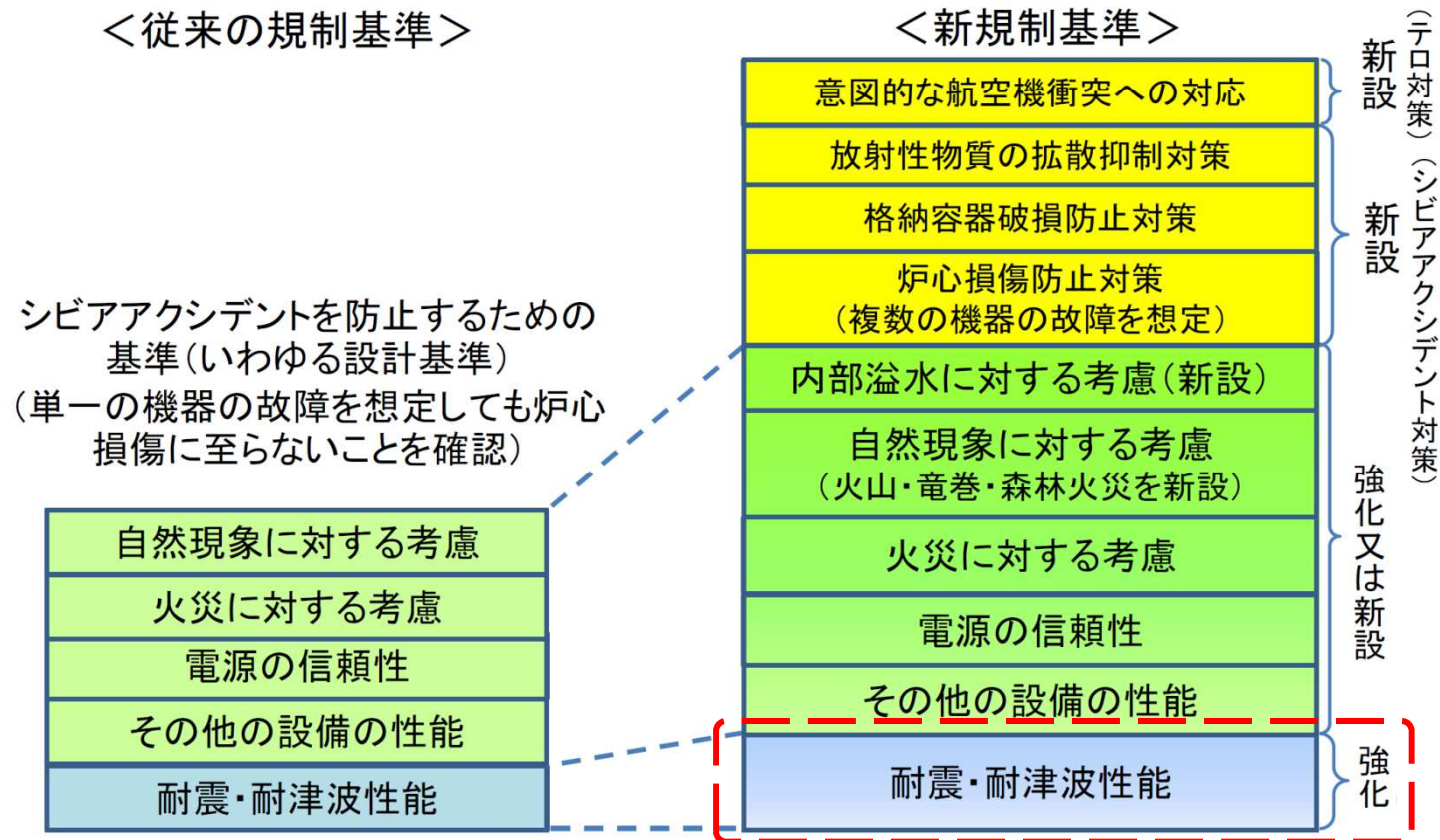 ＜従来の規制基準＞
シビアアクシデントを防止するための
基準(いわゆる設計基準)
(単一の機器の故障を想定しても炉心
損傷に至らないことを確認)
自然現象に対する考慮
火災に対する考慮
電源の信頼性
その他の設備の性能
耐震・耐津波性能
＜新規制基準＞
意図的な航空機衝突への対応
放射性物質の拡散抑制対策
格納容器破損防止対策
炉心損傷防止対策
(複数の機器の故障を想定)
内部溢水に対する考慮(新設)
自然現象に対する考慮
(火山・竜巻・森林火災を新設)
火災に対する考慮
電源の信頼性
その他の設備の性能
耐震・耐津波性能
新設
(テロ対策)
新設
(シビアアクシデント対策)
強化又は新設
強化